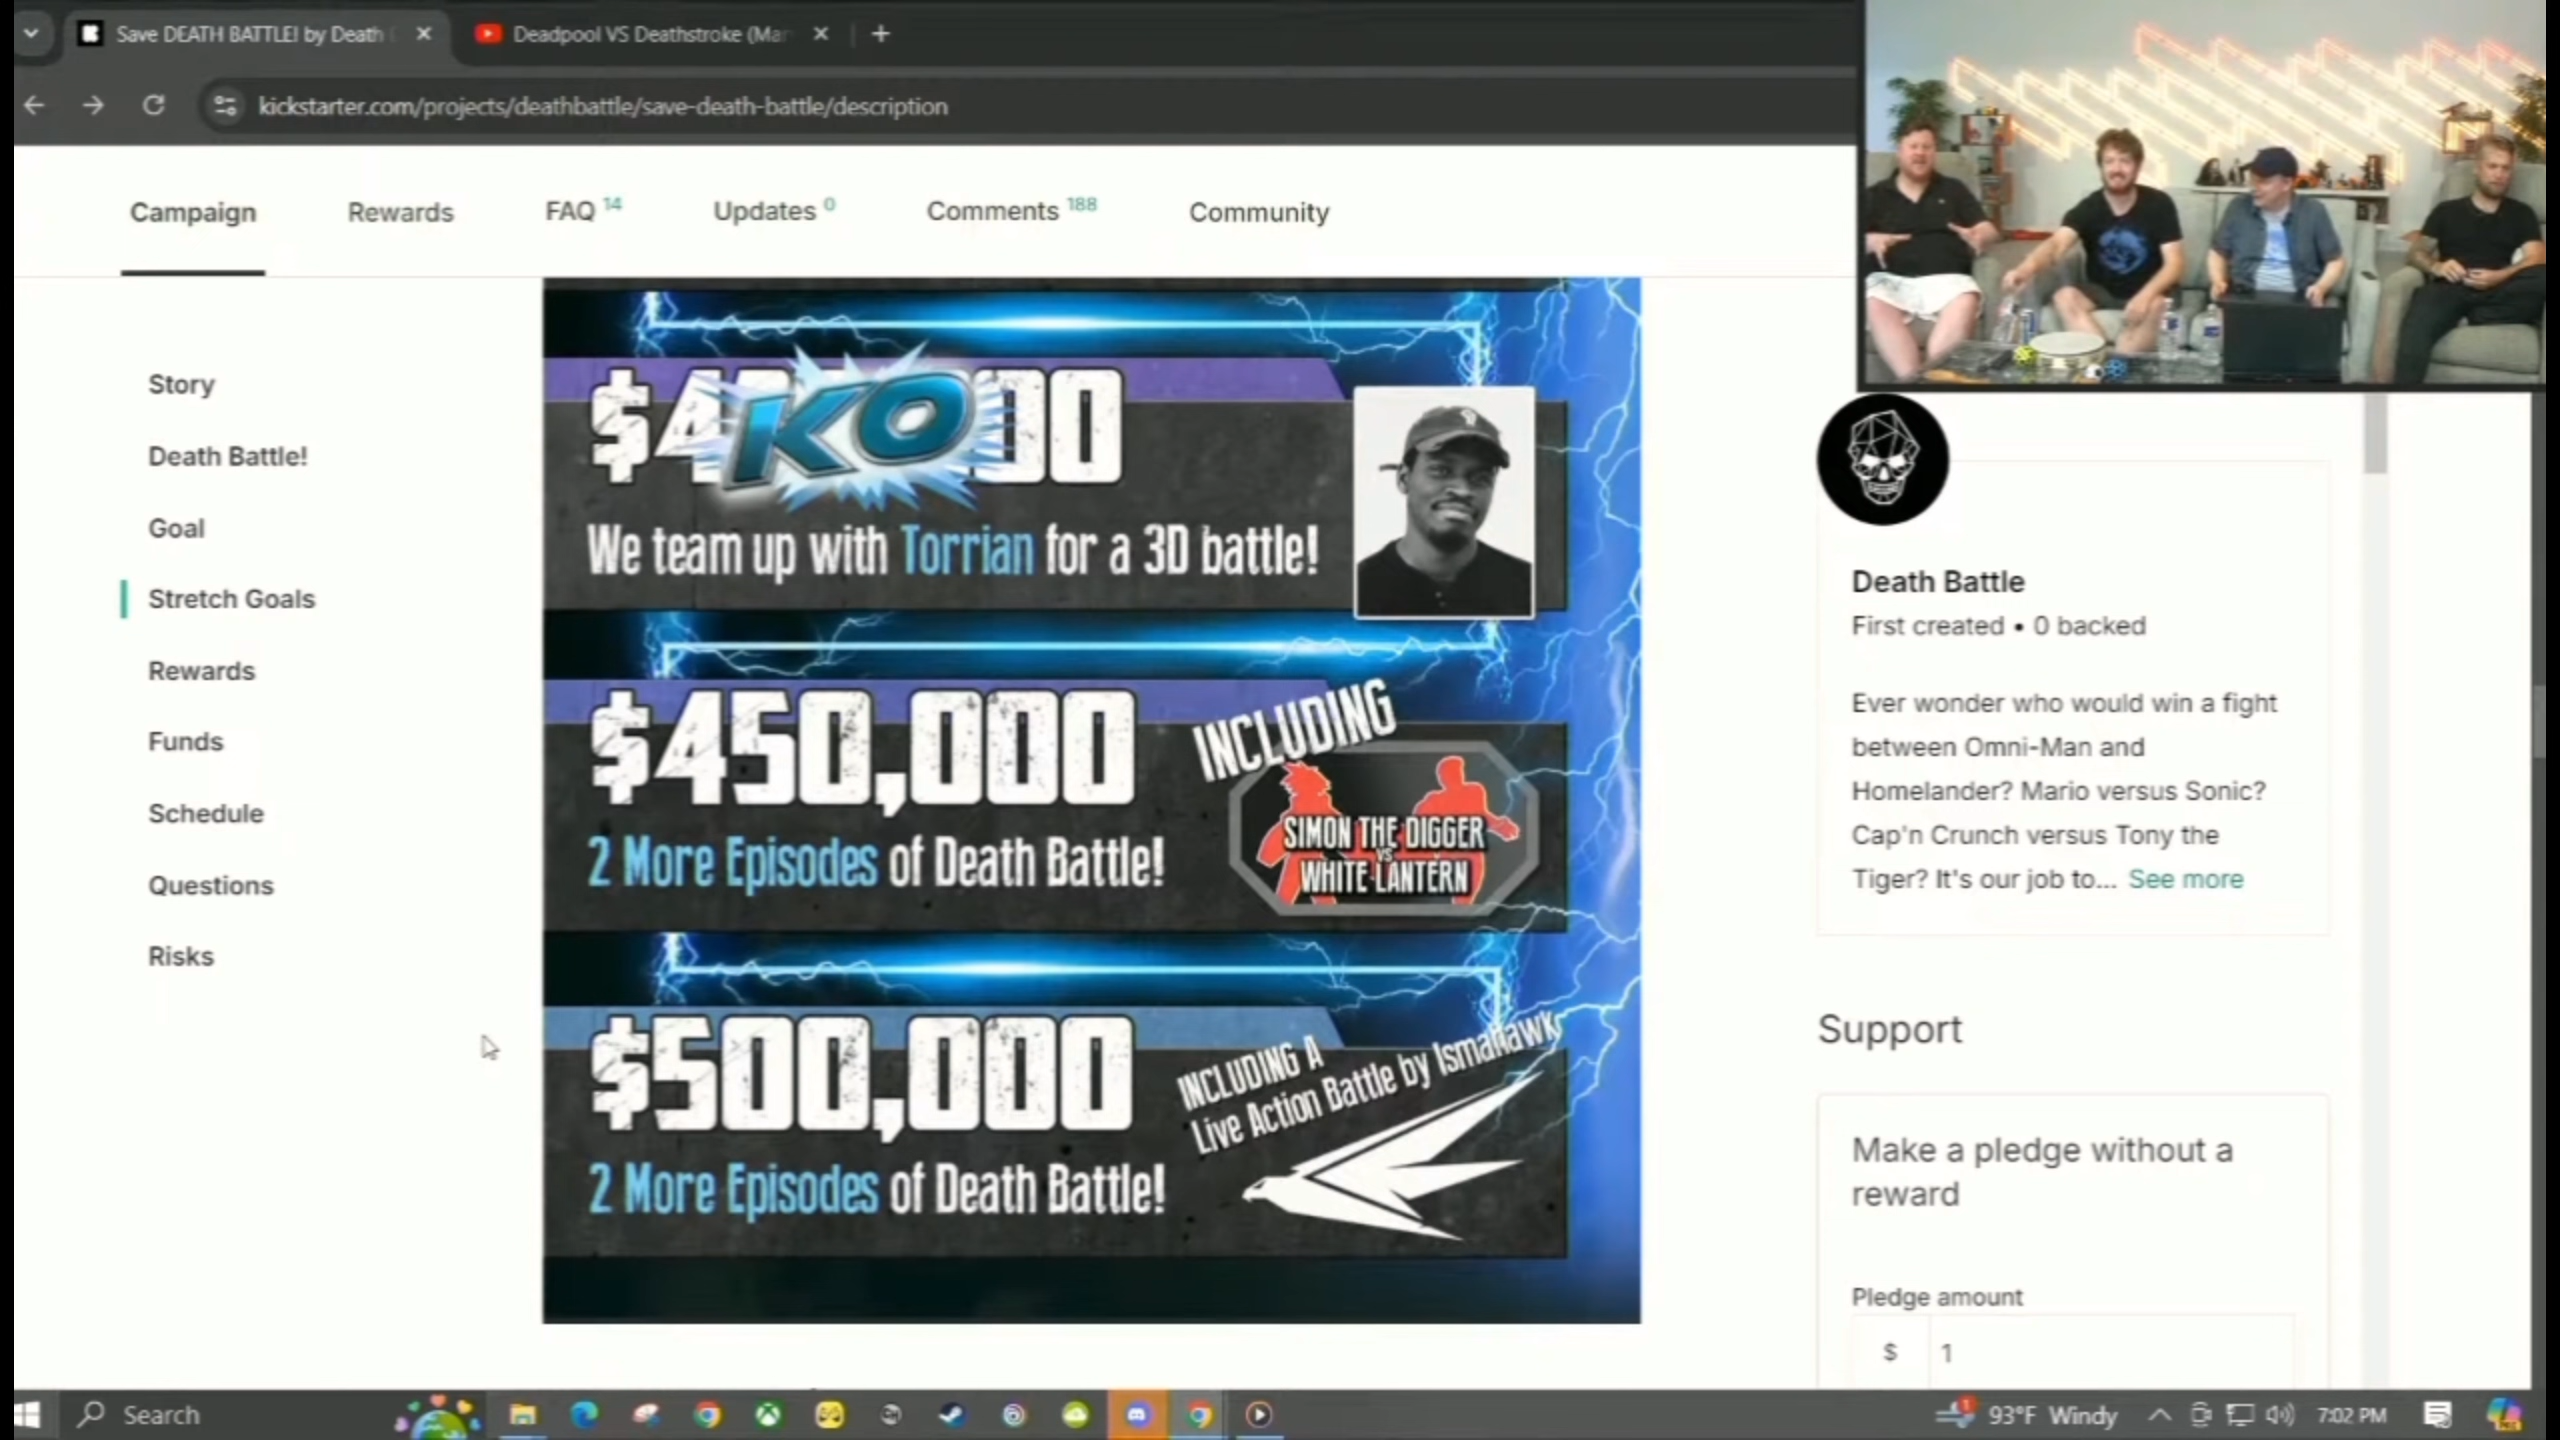 Save DEATH BATTLE! by Death
Deadpool VS Deathstroke (Mar
kickstarter.com/projects/deathbattle/save-death-battle/description
Campaign
Rewards
FAQ 14
Updates 0
Comments 188
Community
Story
Death Battle!
Goal
Stretch Goals
Rewards
Funds
Schedule
Questions
Risks
$4 00
KO
We team up with Torrian for a 3D battle!
$450,000
2 More Episodes of Death Battle!
INCLUDING
SIMON THE DIGGER
VS
WHITE LANTERN
$500,000
2 More Episodes of Death Battle!
INCLUDING A
Live Action Battle by Ismahawk
Death Battle
First created • 0 backed
Ever wonder who would win a fight
between Omni-Man and
Homelander? Mario versus Sonic?
Cap'n Crunch versus Tony the
Tiger? It's our job to... See more
Support
Make a pledge without a
reward
Pledge amount
$ 1
Search
1
93°F Windy
7:02 PM